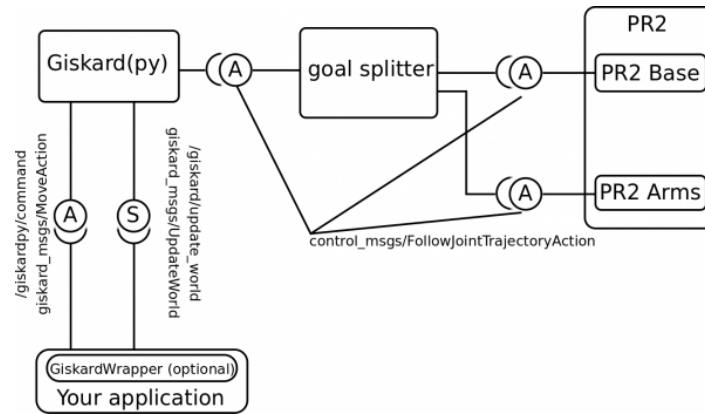 PR2
Giskard(py)
A
goal splitter
A
PR2 Base
/giskardpy/command
giskard_msgs/MoveAction
A
S
/giskard/update_world
giskard_msgs/UpdateWorld
A
PR2 Arms
control_msgs/FollowJointTrajectoryAction
GiskardWrapper (optional)
Your application